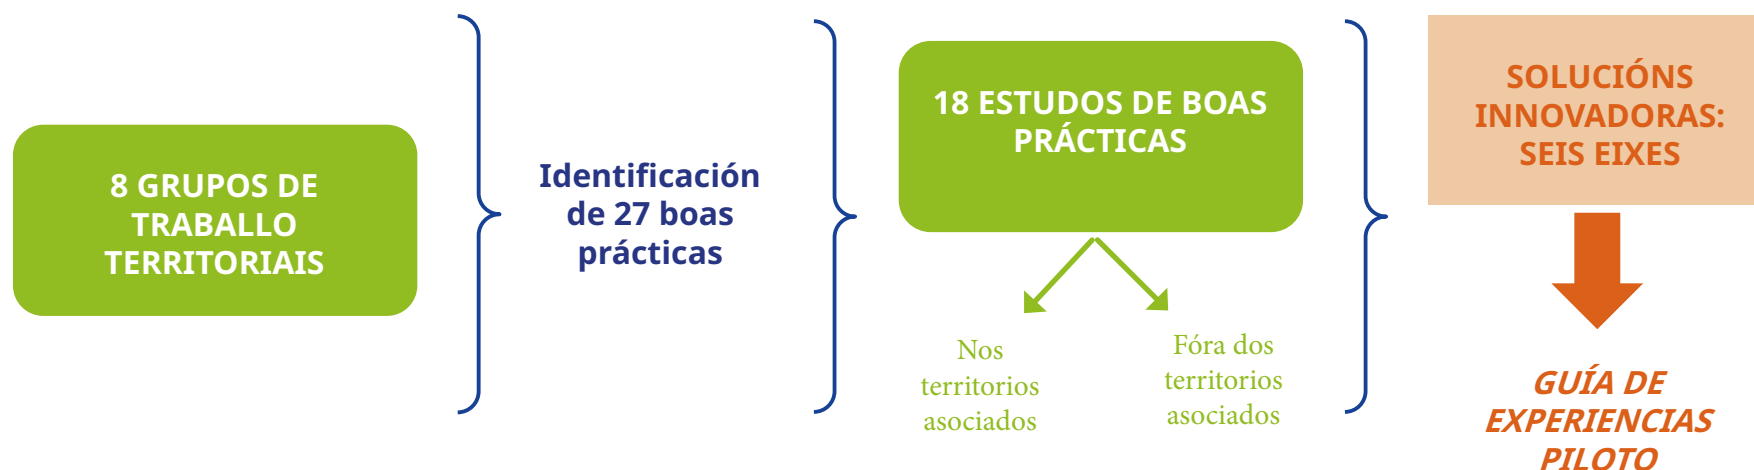 8 GRUPOS DE
TRABALLO
TERRITORIAIS
Identificación
de 27 boas
prácticas
18 ESTUDOS DE BOAS
PRÁCTICAS
Nos
territorios
asociados
Fóra dos
territorios
asociados
SOLUCIÓNS
INNOVADORAS:
SEIS EIXES
GUÍA DE
EXPERIENCIAS
PILOTO